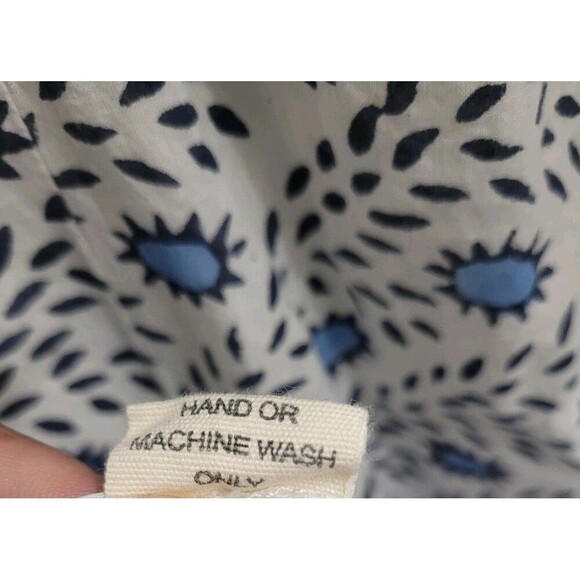 HAND OR
MACHINE WASH
ONLY